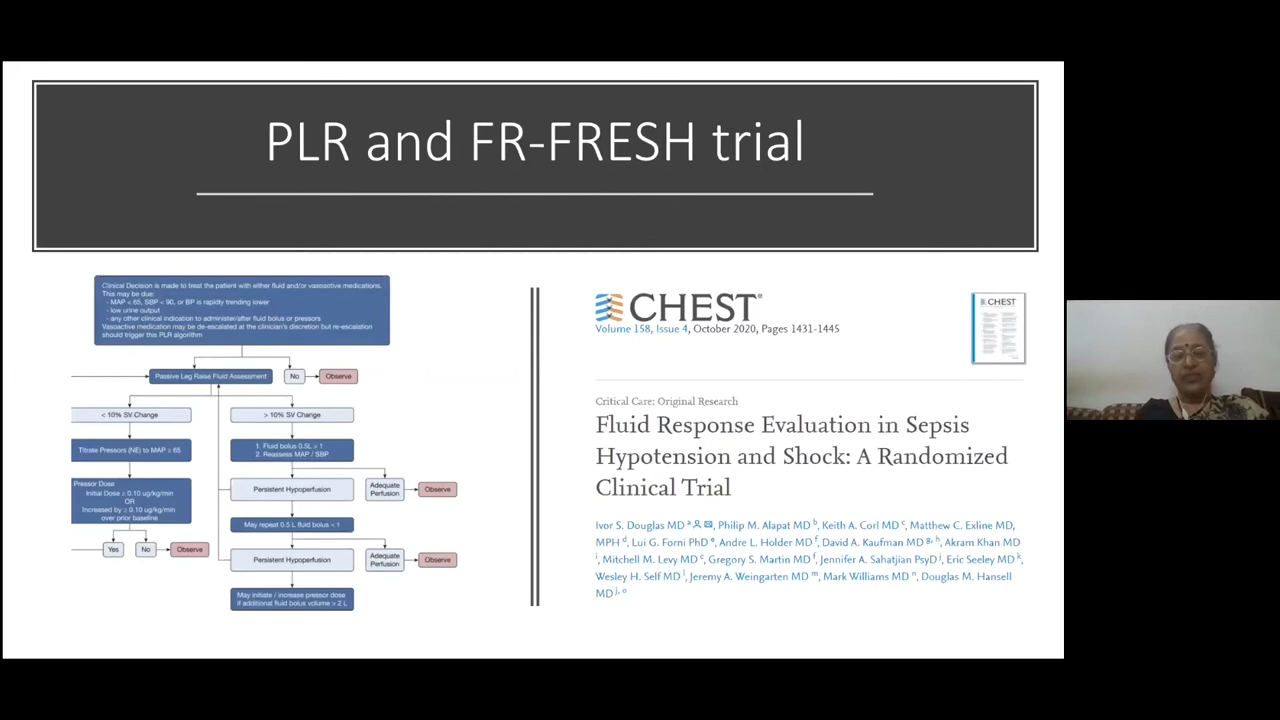 PLR and FR-FRESH trial
Clinical Decision is made to treat the patient with either fluid and/or vasoactive medications.
This may be due:
- MAP < 65, SBP < 90, or BP is rapidly trending lower
- low urine output
- any other clinical indication to administer/after fluid bolus or pressors
Vasoactive medication may be de-escalated at the clinician's discretion but re-escalation
should trigger this PLR algorithm
Passive Leg Raise Fluid Assessment
No
Observe
< 10% SV Change
> 10% SV Change
Titrate Pressors (NE) to MAP ≥ 65
1. Fluid bolus 0.5L × 1
2. Reassess MAP / SBP
Pressor Dose
Initial Dose ≥ 0.10 ug/kg/min
OR
Increased by ≥ 0.10 ug/kg/min
over prior baseline
Persistent Hypoperfusion
Adequate
Perfusion
Observe
May repeat 0.5 L fluid bolus × 1
Yes
No
Observe
Persistent Hypoperfusion
Adequate
Perfusion
Observe
May initiate / increase pressor dose
if additional fluid bolus volume > 2 L
CHEST®
Volume 158, Issue 4, October 2020, Pages 1431-1445
CHEST
Critical Care: Original Research
Fluid Response Evaluation in Sepsis
Hypotension and Shock: A Randomized
Clinical Trial
Ivor S. Douglas MD a, Philip M. Alapat MD b, Keith A. Corl MD c, Matthew C. Exline MD,
MPH d, Lui G. Forni PhD e, Andre L. Holder MD f, David A. Kaufman MD g, h, Akram Khan MD
i, Mitchell M. Levy MD c, Gregory S. Martin MD f, Jennifer A. Sahatjian PsyD j, Eric Seeley MD k,
Wesley H. Self MD l, Jeremy A. Weingarten MD m, Mark Williams MD n, Douglas M. Hansell
MD j, o